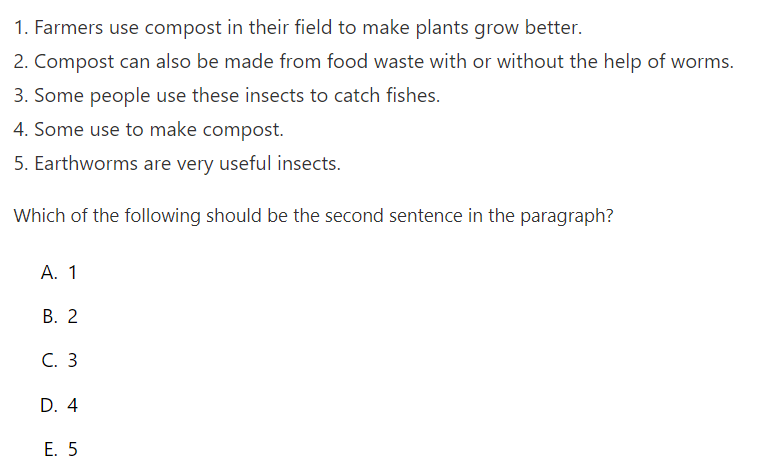 1. Farmers use compost in their field to make plants grow better.
2. Compost can also be made from food waste with or without the help of worms.
3. Some people use these insects to catch fishes.
4. Some use to make compost.
5. Earthworms are very useful insects.
Which of the following should be the second sentence in the paragraph?
A. 1
B. 2
C. 3
D. 4
E. 5